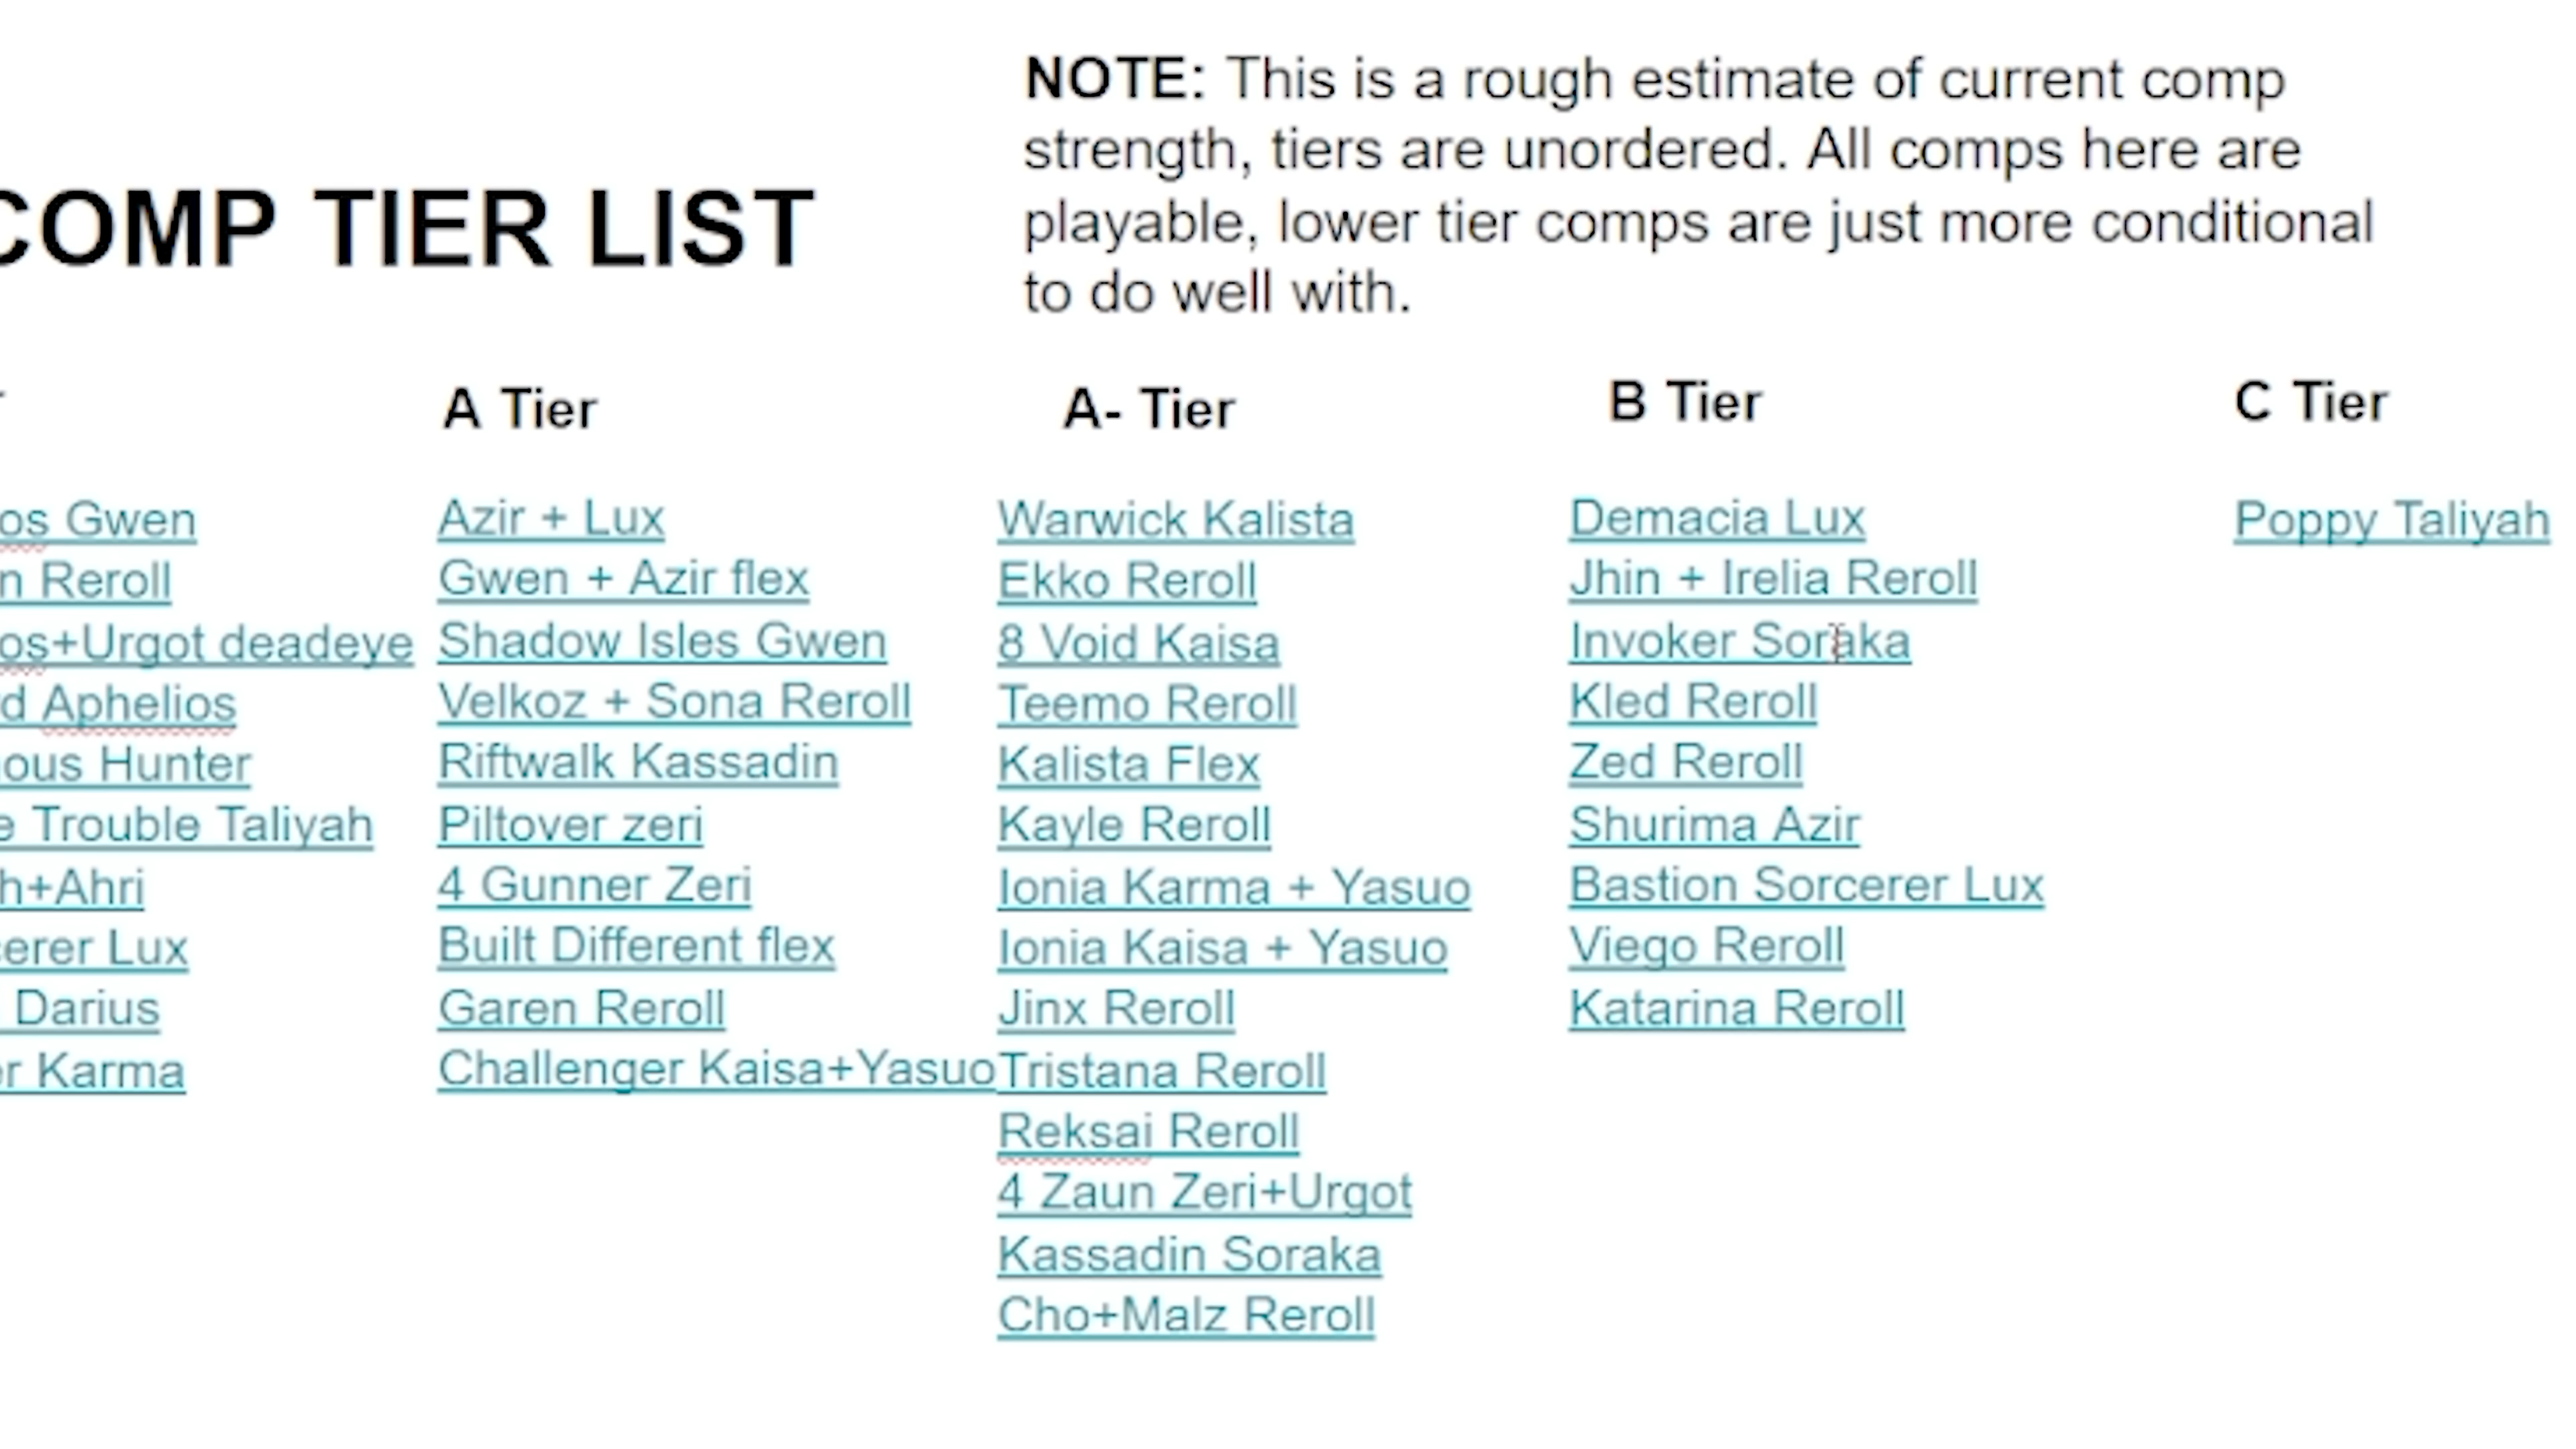 NOTE: This is a rough estimate of current comp
strength, tiers are unordered. All comps here are
playable, lower tier comps are just more conditional
to do well with.
COMP TIER LIST
A Tier
A- Tier
B Tier
C Tier
os Gwen
n Reroll
os+Urgot deadeye
d Aphelios
ous Hunter
e Trouble Taliyah
h+Ahri
erer Lux
Darius
r Karma
Azir + Lux
Gwen + Azir flex
Shadow Isles Gwen
Velkoz + Sona Reroll
Riftwalk Kassadin
Piltover zeri
4 Gunner Zeri
Built Different flex
Garen Reroll
Challenger Kaisa+Yasuo
Warwick Kalista
Ekko Reroll
8 Void Kaisa
Teemo Reroll
Kalista Flex
Kayle Reroll
Ionia Karma + Yasuo
Ionia Kaisa + Yasuo
Jinx Reroll
Tristana Reroll
Reksai Reroll
4 Zaun Zeri+Urgot
Kassadin Soraka
Cho+Malz Reroll
Demacia Lux
Jhin + Irelia Reroll
Invoker Soraka
Kled Reroll
Zed Reroll
Shurima Azir
Bastion Sorcerer Lux
Viego Reroll
Katarina Reroll
Poppy Taliyah